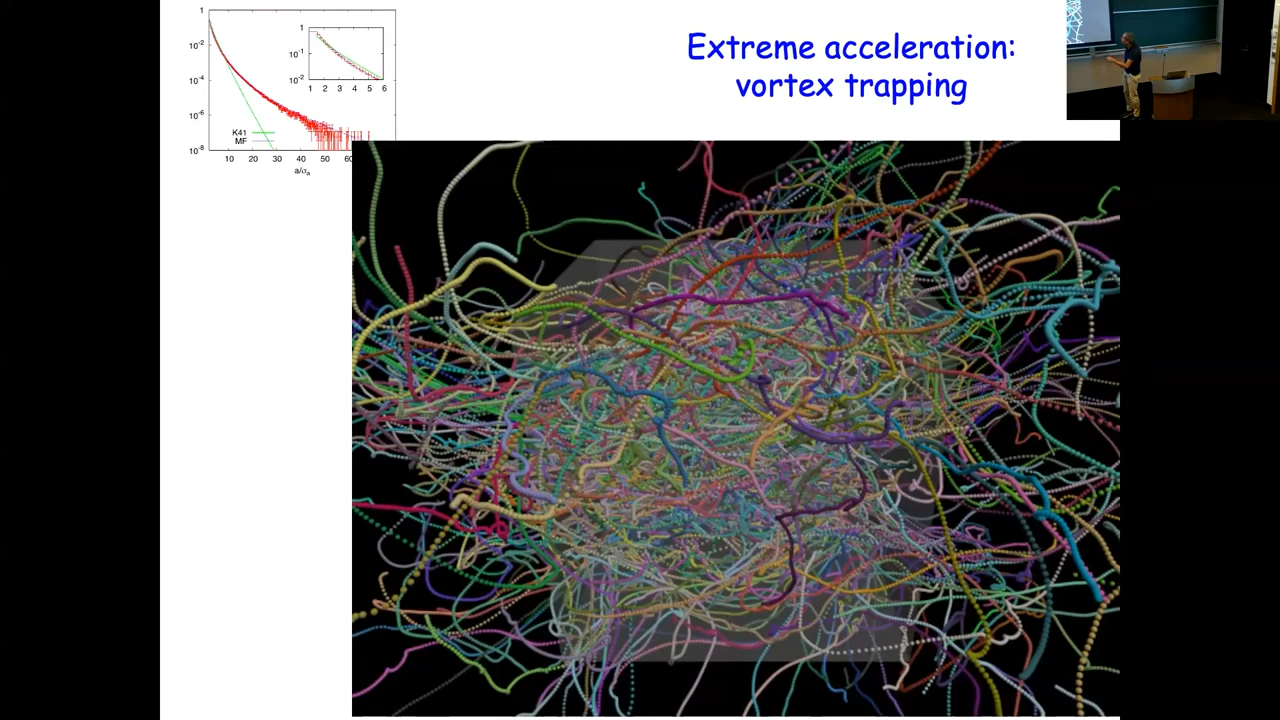 Extreme acceleration:
vortex trapping
1
10-2
10-4
10-6
10-8
K41
MF
10 20 30 40 50 60
a/σa
1
10-1
10-2
1 2 3 4 5 6